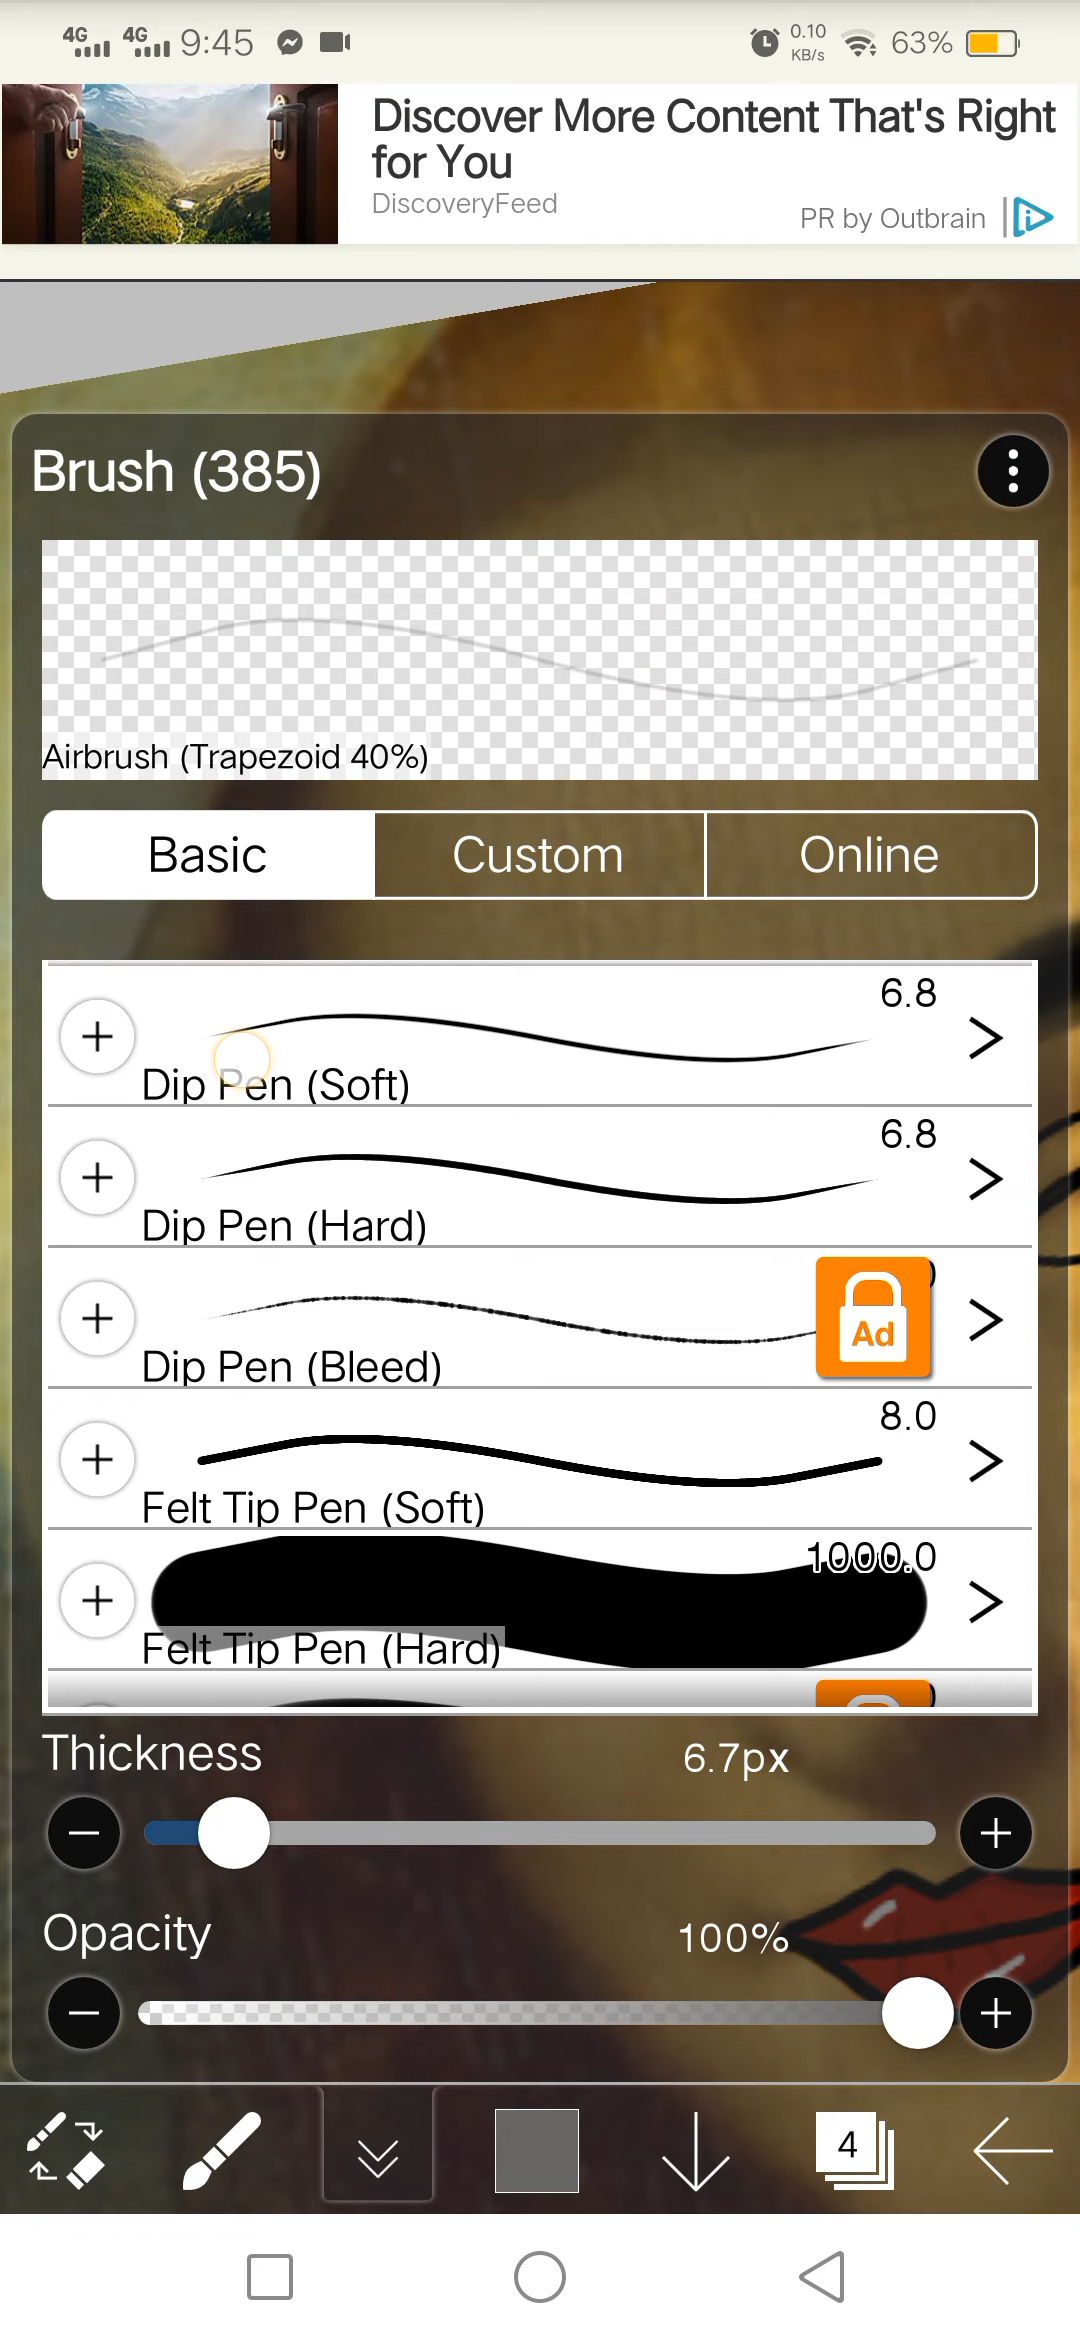 4G 4G 9:45 0.10 KB/s 63%
Discover More Content That's Right
for You
DiscoveryFeed
PR by Outbrain
Brush (385)
Airbrush (Trapezoid 40%)
Basic Custom Online
6.8
Dip Pen (Soft)
6.8
Dip Pen (Hard)
Ad
Dip Pen (Bleed)
8.0
Felt Tip Pen (Soft)
1000.0
Felt Tip Pen (Hard)
Thickness 6.7px
Opacity 100%
4